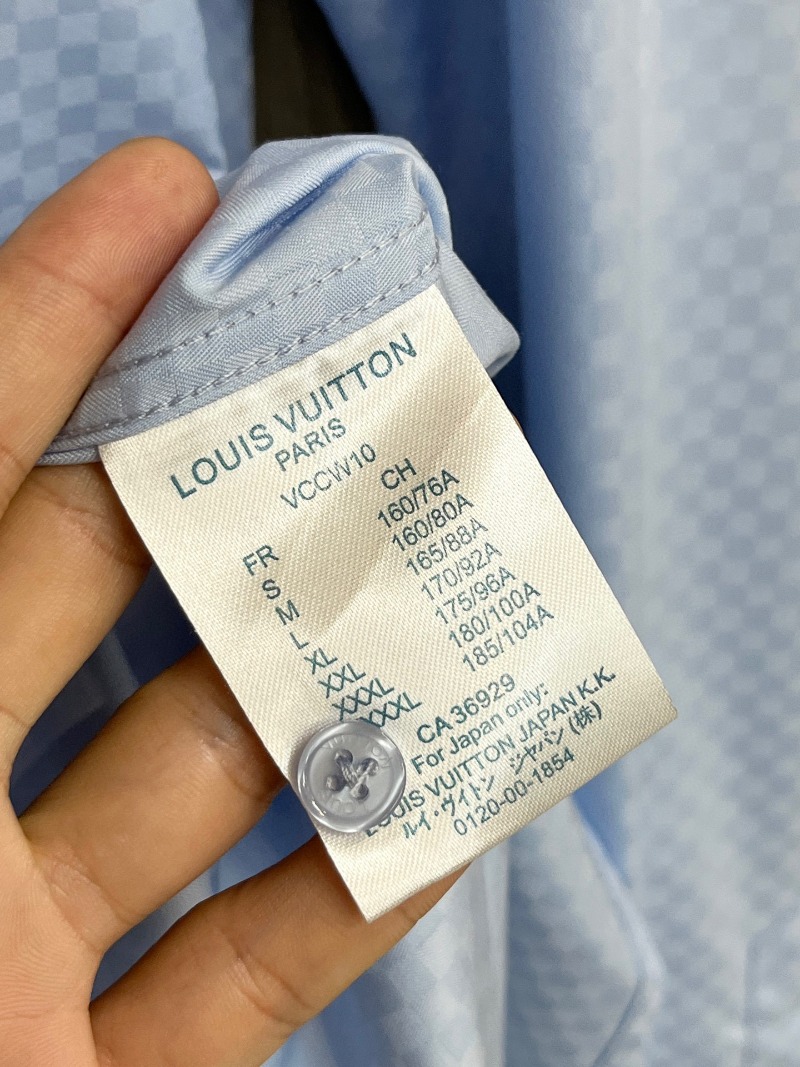 LOUIS VUITTON
PARIS
VCCW10
FR CH
S 160/76A
M 160/80A
L 165/88A
XL 170/92A
XXL 175/96A
XXXL 180/100A
XXXL 185/104A
CA 36929
For Japan only:
LOUIS VUITTON JAPAN K.K.
ルイ・ヴィトン ジャパン (株)
0120-00-1854